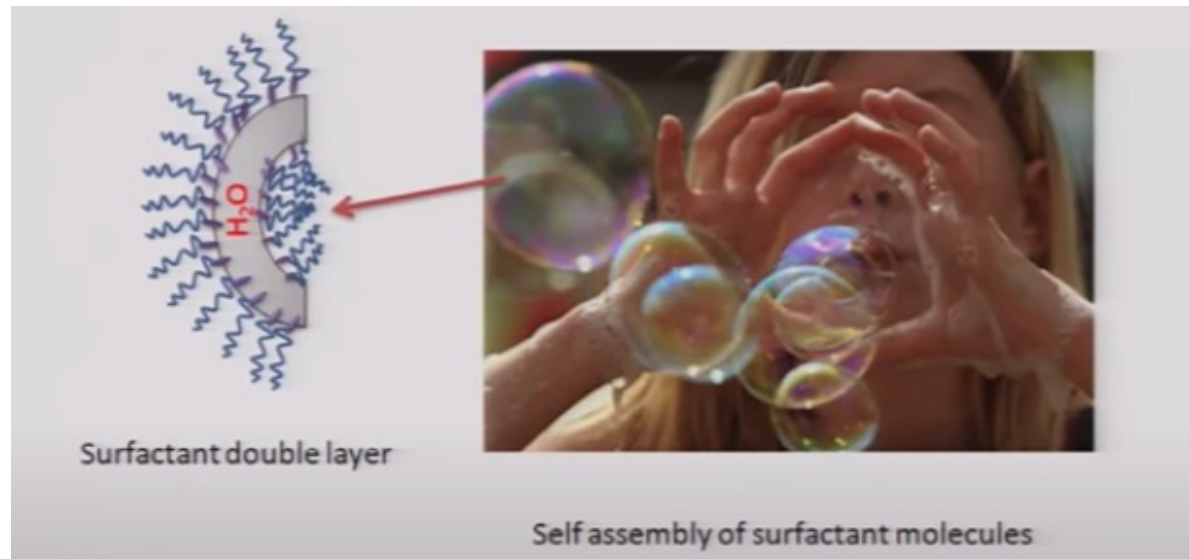 H₂O
Surfactant double layer
Self assembly of surfactant molecules